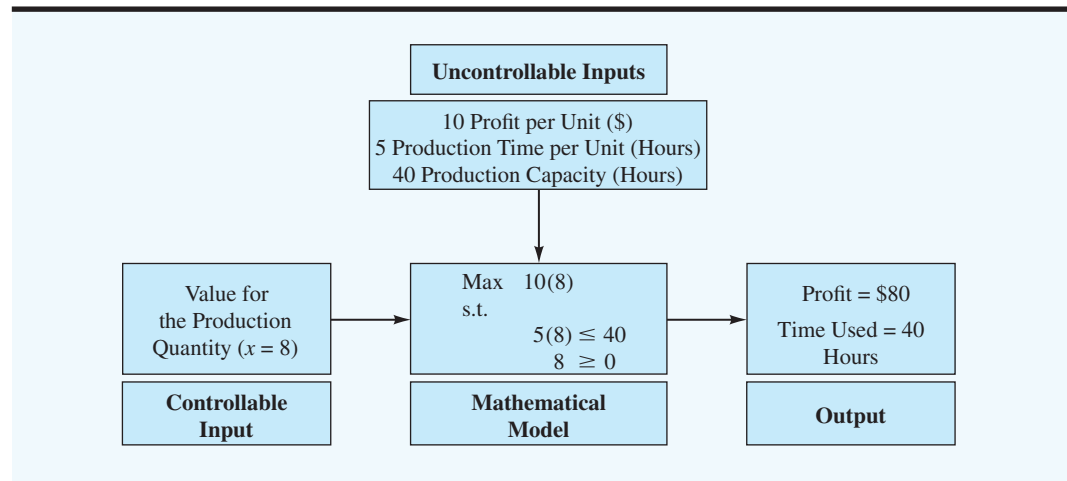 Uncontrollable Inputs
10 Profit per Unit ($)
5 Production Time per Unit (Hours)
40 Production Capacity (Hours)
Value for
the Production
Quantity (x = 8)
Controllable
Input
Max 10(8)
s.t.
5(8) ≤ 40
8 ≥ 0
Mathematical
Model
Profit = $80
Time Used = 40
Hours
Output